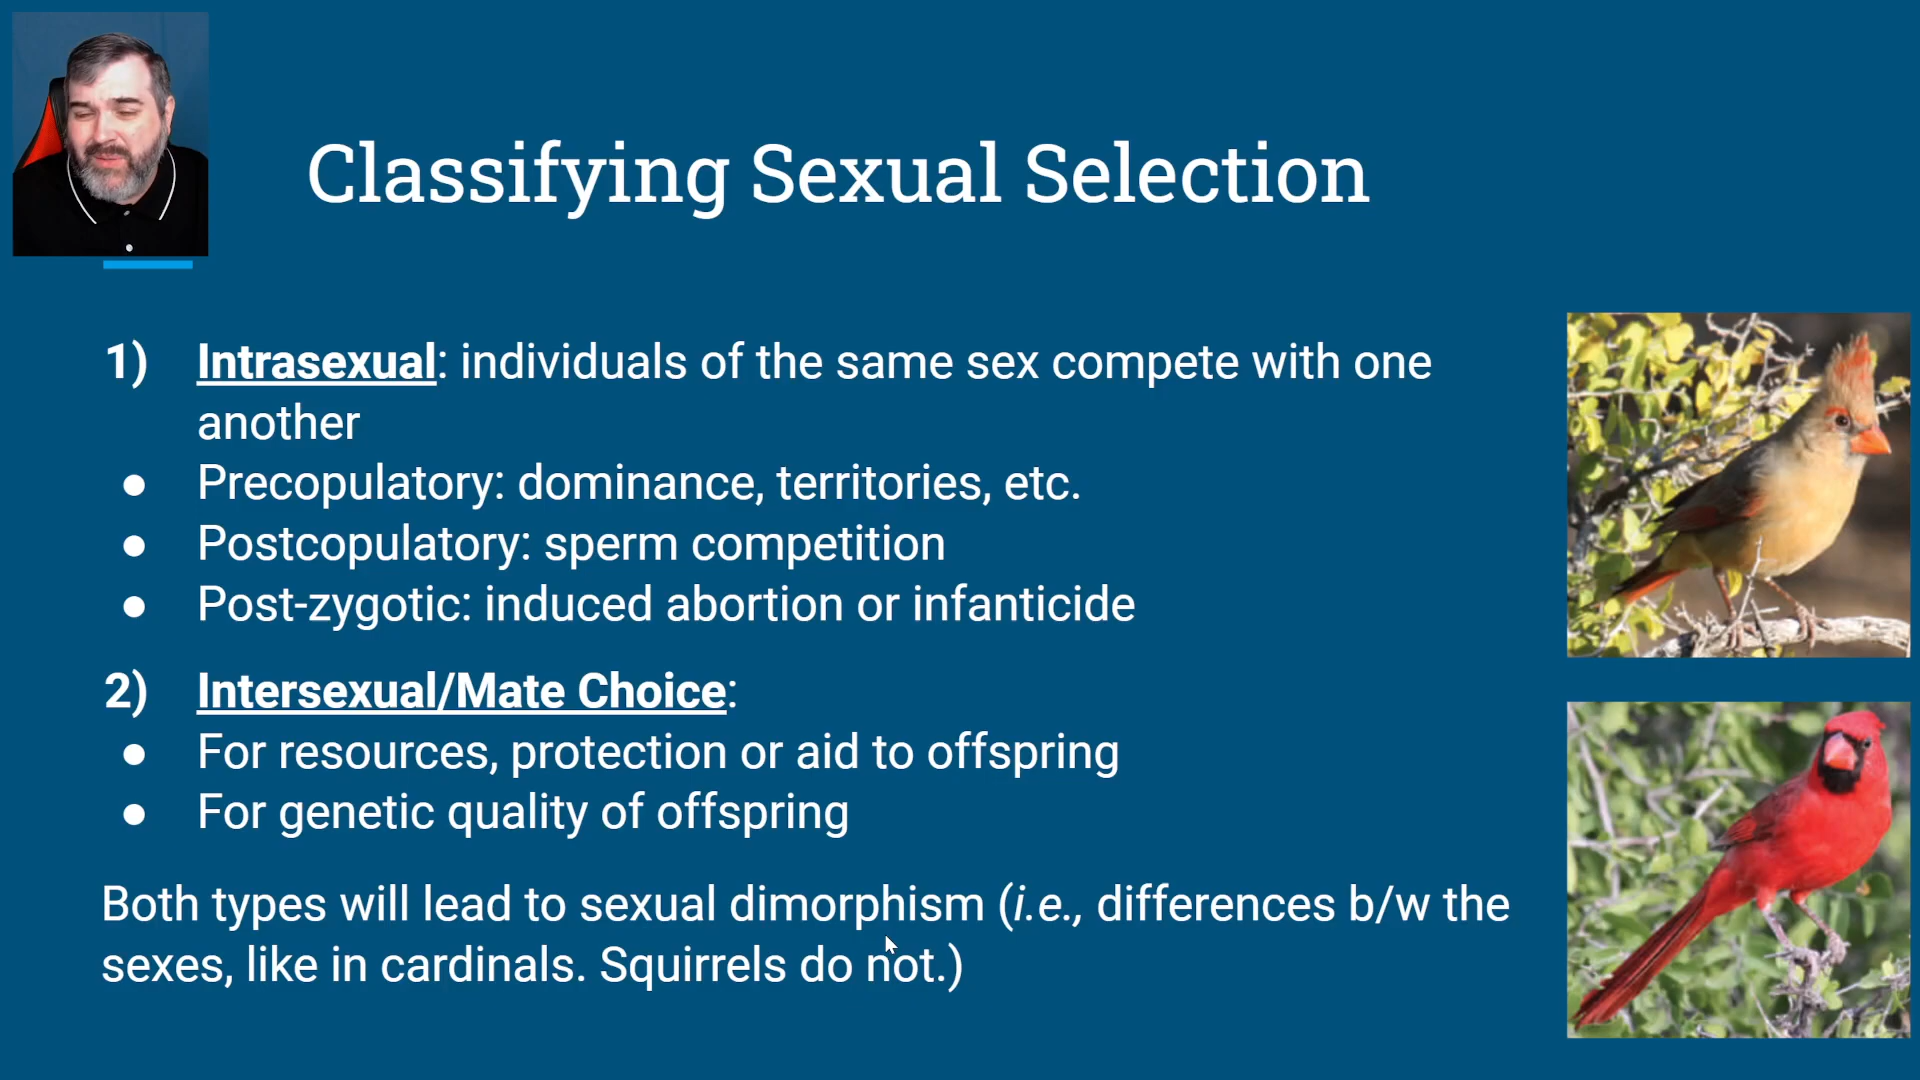 Classifying Sexual Selection
1) Intrasexual: individuals of the same sex compete with one
another
● Precopulatory: dominance, territories, etc.
● Postcopulatory: sperm competition
● Post-zygotic: induced abortion or infanticide
2) Intersexual/Mate Choice:
● For resources, protection or aid to offspring
● For genetic quality of offspring
Both types will lead to sexual dimorphism (i.e., differences b/w the
sexes, like in cardinals. Squirrels do not.)